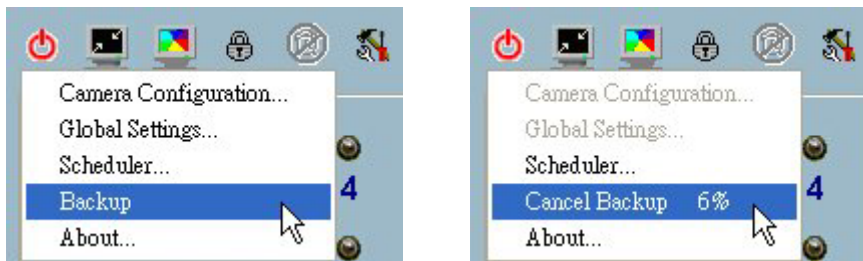 Camera Configuration...
Global Settings...
Scheduler...
Backup
About...
4
Camera Configuration...
Global Settings...
Scheduler...
Cancel Backup 6%
About...
4